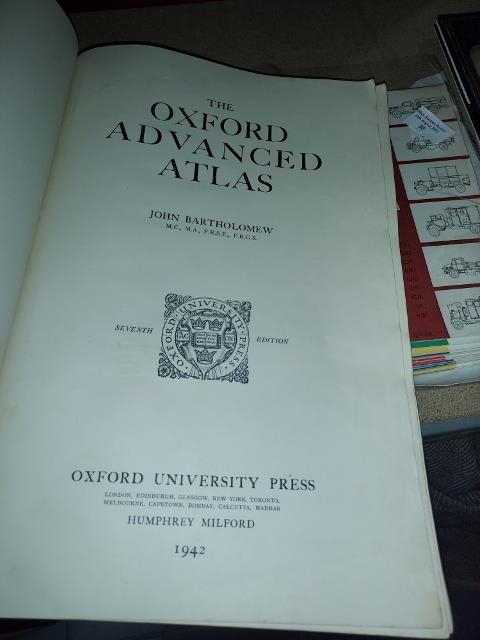 THE
OXFORD
ADVANCED
ATLAS
JOHN BARTHOLOMEW
M.C., M.A., F.R.S.E., F.R.G.S.
SEVENTH
OXFORD · UNIVERSITY · PRESS
EDITION
OXFORD UNIVERSITY PRESS
LONDON, EDINBURGH, GLASGOW, NEW YORK, TORONTO,
MELBOURNE, CAPETOWN, BOMBAY, CALCUTTA, MADRAS
HUMPHREY MILFORD
1942